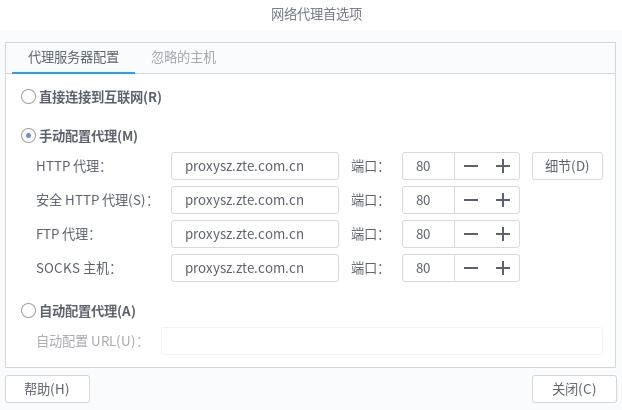 网络代理首选项
代理服务器配置 忽略的主机
直接连接到互联网(R)
手动配置代理(M)
HTTP 代理： proxysz.zte.com.cn 端口： 80 — + 细节(D)
安全 HTTP 代理(S)： proxysz.zte.com.cn 端口： 80 — +
FTP 代理： proxysz.zte.com.cn 端口： 80 — +
SOCKS 主机： proxysz.zte.com.cn 端口： 80 — +
自动配置代理(A)
自动配置 URL(U)：
帮助(H) 关闭(C)